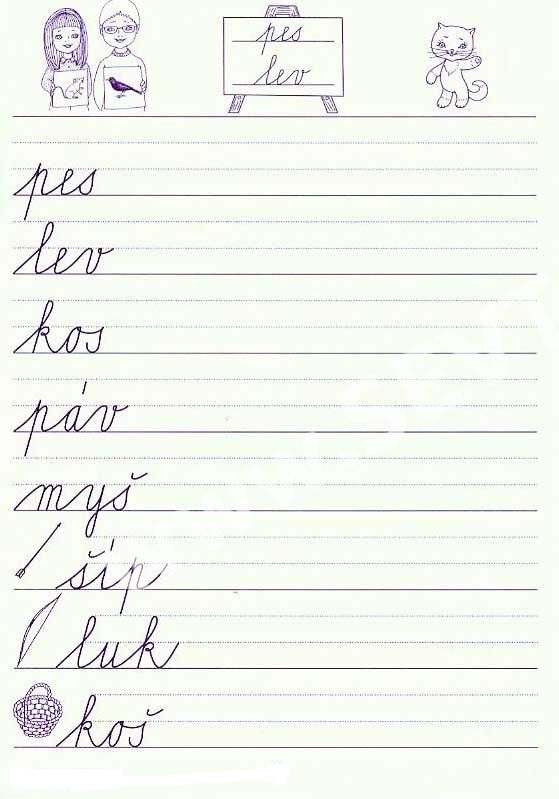 pes
lev
pes
lev
kos
páv
myš
šíp
luk
koš